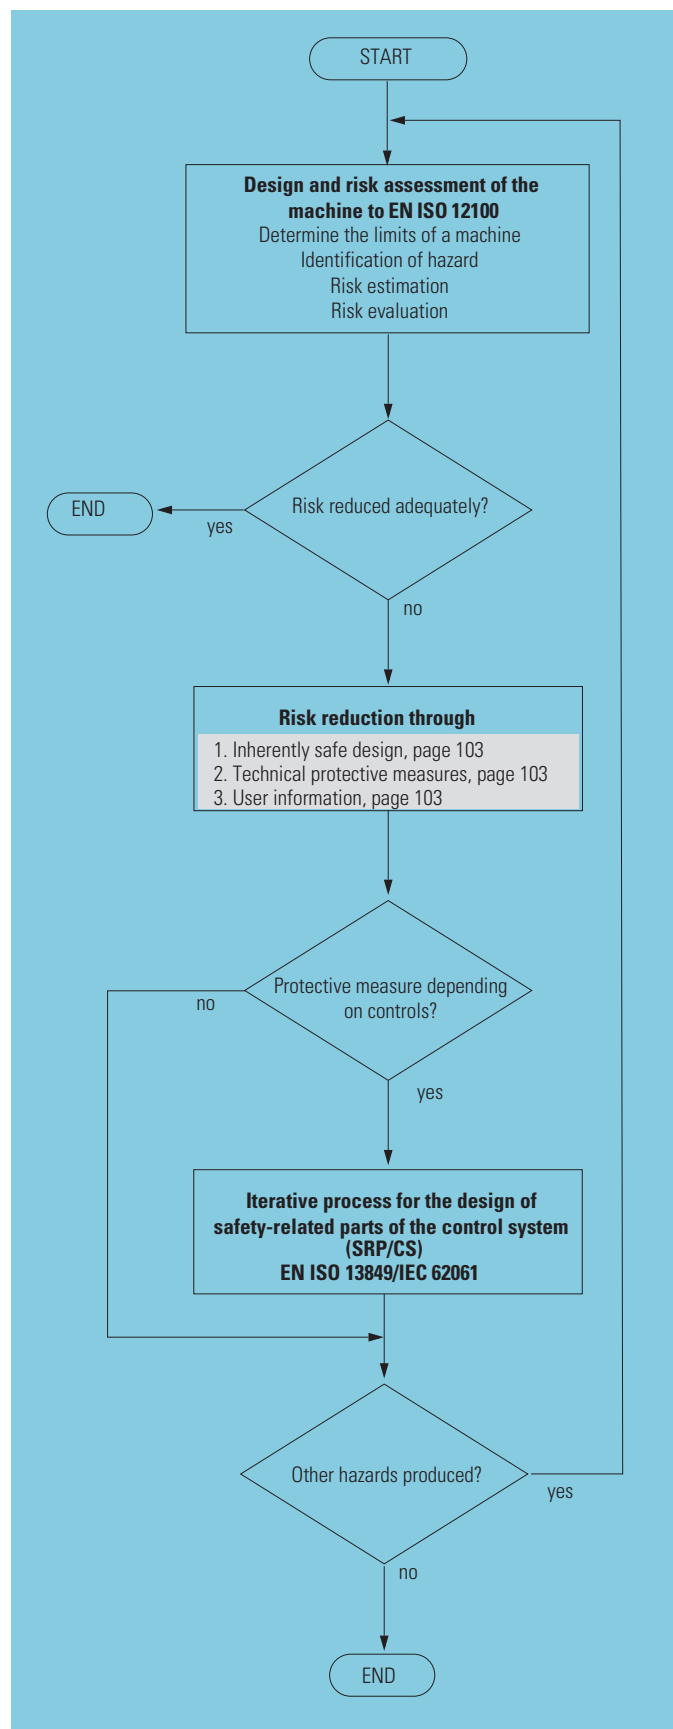 START
Design and risk assessment of the
machine to EN ISO 12100
Determine the limits of a machine
Identification of hazard
Risk estimation
Risk evaluation
Risk reduced adequately?
END
yes
no
Risk reduction through
1. Inherently safe design, page 103
2. Technical protective measures, page 103
3. User information, page 103
Protective measure depending
on controls?
no
yes
Iterative process for the design of
safety-related parts of the control system
(SRP/CS)
EN ISO 13849/IEC 62061
Other hazards produced?
yes
no
END